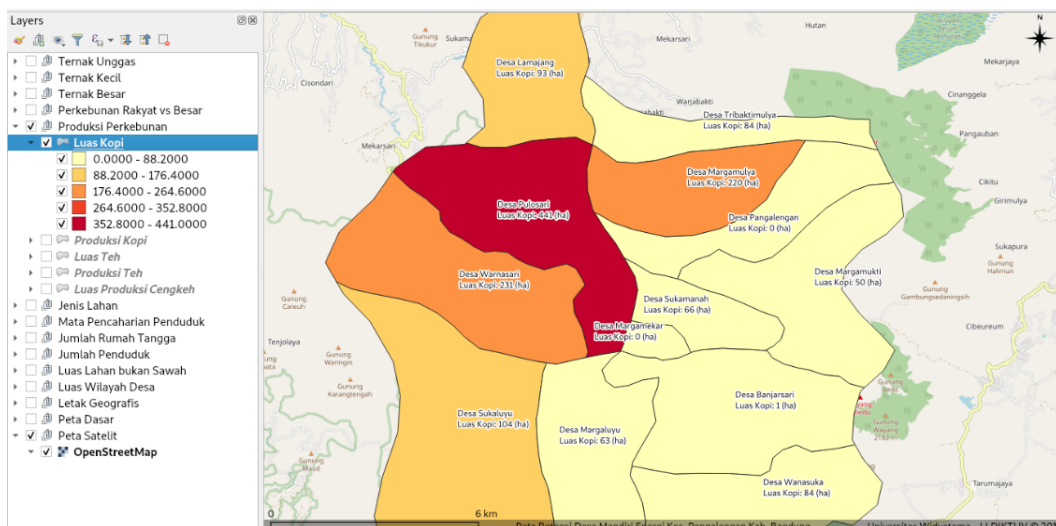 Layers
Ternak Unggas
Ternak Kecil
Ternak Besar
Perkebunan Rakyat vs Besar
Produksi Perkebunan
Luas Kopi
0.0000 - 88.2000
88.2000 - 176.4000
176.4000 - 264.6000
264.6000 - 352.8000
352.8000 - 441.0000
Produksi Kopi
Luas Teh
Produksi Teh
Luas Produksi Cengkeh
Jenis Lahan
Mata Pencaharian Penduduk
Jumlah Rumah Tangga
Jumlah Penduduk
Luas Lahan bukan Sawah
Luas Wilayah Desa
Letak Geografis
Peta Dasar
Peta Satelit
OpenStreetMap
Gunung
Tikukur
Mekarsari
Hutan
N
Mekarjaya
Cisondari
Desa Lamajang
Luas Kopi: 93 (ha)
Warjabakti
Cinanggela
Desa Tribaktimulya
Luas Kopi: 84 (ha)
Pangauban
Mekarsari
Desa Margamulya
Luas Kopi: 220 (ha)
Cikitu
Girimulya
Desa Pulosari
Luas Kopi: 441 (ha)
Desa Pangalengan
Luas Kopi: 0 (ha)
Sukapura
Gunung
Halimun
Desa Warnasari
Luas Kopi: 231 (ha)
Desa Margamukti
Luas Kopi: 50 (ha)
Gunung
Gambungsedaningsih
Gunung
Careuh
Desa Sukamanah
Luas Kopi: 66 (ha)
Desa Margamekar
Luas Kopi: 0 (ha)
Cibeureum
Tenjolaya
Gunung
Waringin
Gunung
Karangtengah
Gunung
Bedil
Desa Banjarsari
Luas Kopi: 1 (ha)
Gunung
Wayang
2182 m
Desa Sukaluyu
Luas Kopi: 104 (ha)
Desa Margaluyu
Luas Kopi: 63 (ha)
Gunung
Desa Wanasuka
Luas Kopi: 84 (ha)
Tarumajaya
0
6 km